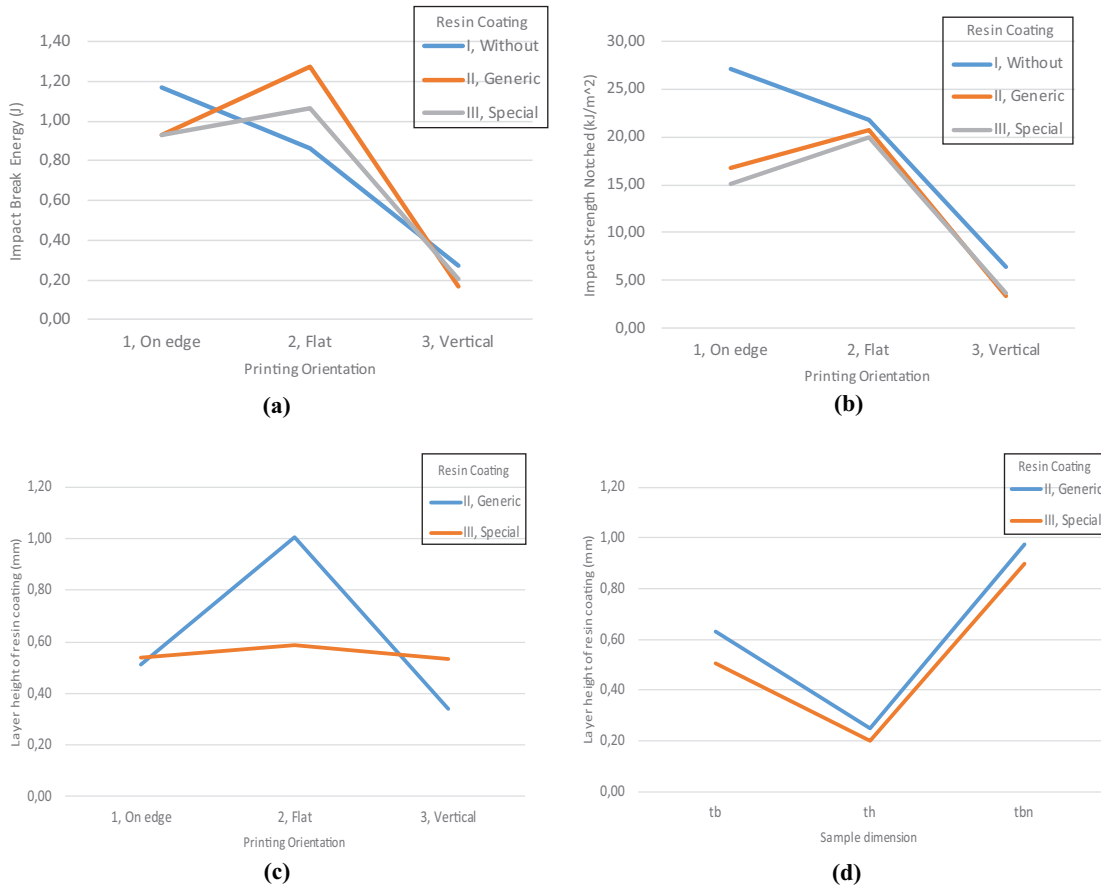 Resin Coating
I, Without
II, Generic
III, Special
1,40
1,20
1,00
0,80
0,60
0,40
0,20
0,00
Impact Break Energy (J)
1, On edge
2, Flat
3, Vertical
Printing Orientation
(a)
Resin Coating
I, Without
II, Generic
III, Special
30,00
25,00
20,00
15,00
10,00
5,00
0,00
Impact Strength Notched (kJ/m^2)
1, On edge
2, Flat
3, Vertical
Printing Orientation
(b)
Resin Coating
II, Generic
III, Special
1,20
1,00
0,80
0,60
0,40
0,20
0,00
Layer height of resin coating (mm)
1, On edge
2, Flat
3, Vertical
Printing Orientation
(c)
Resin Coating
II, Generic
III, Special
1,20
1,00
0,80
0,60
0,40
0,20
0,00
Layer height of resin coating (mm)
tb
th
tbn
Sample dimension
(d)